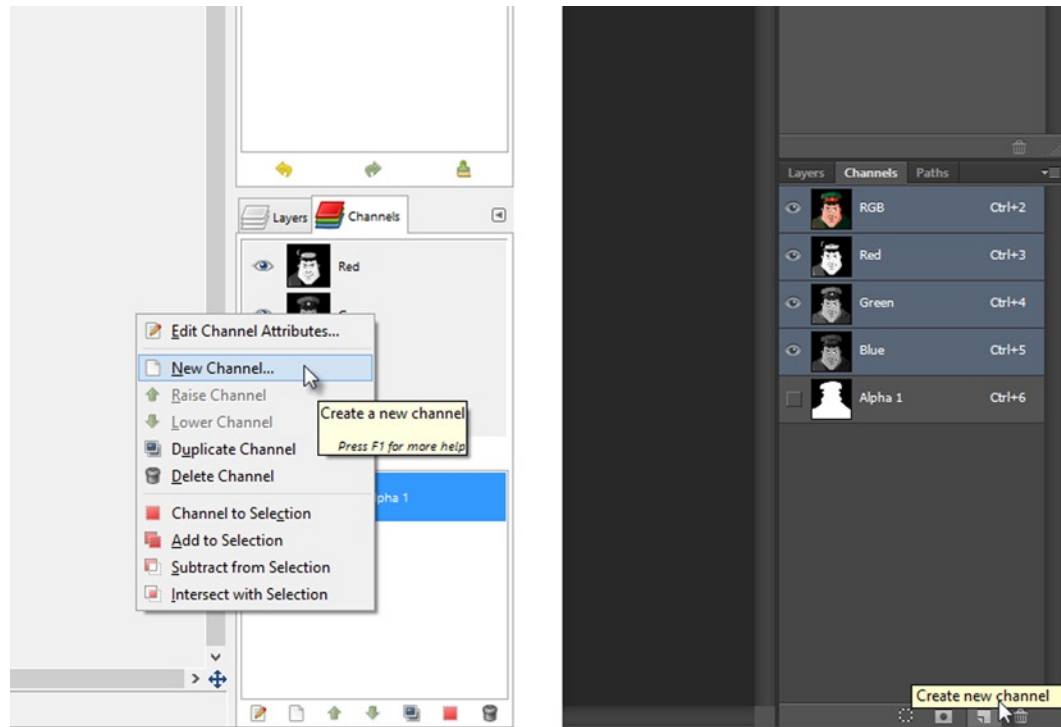 Layers
Channels
Red
Edit Channel Attributes...
New Channel...
Raise Channel
Lower Channel
Duplicate Channel
Delete Channel
Channel to Selection
Add to Selection
Subtract from Selection
Intersect with Selection
Create a new channel
Press F1 for more help
pha 1
Layers Channels Paths
RGB Ctrl+2
Red Ctrl+3
Green Ctrl+4
Blue Ctrl+5
Alpha 1 Ctrl+6
Create new channel